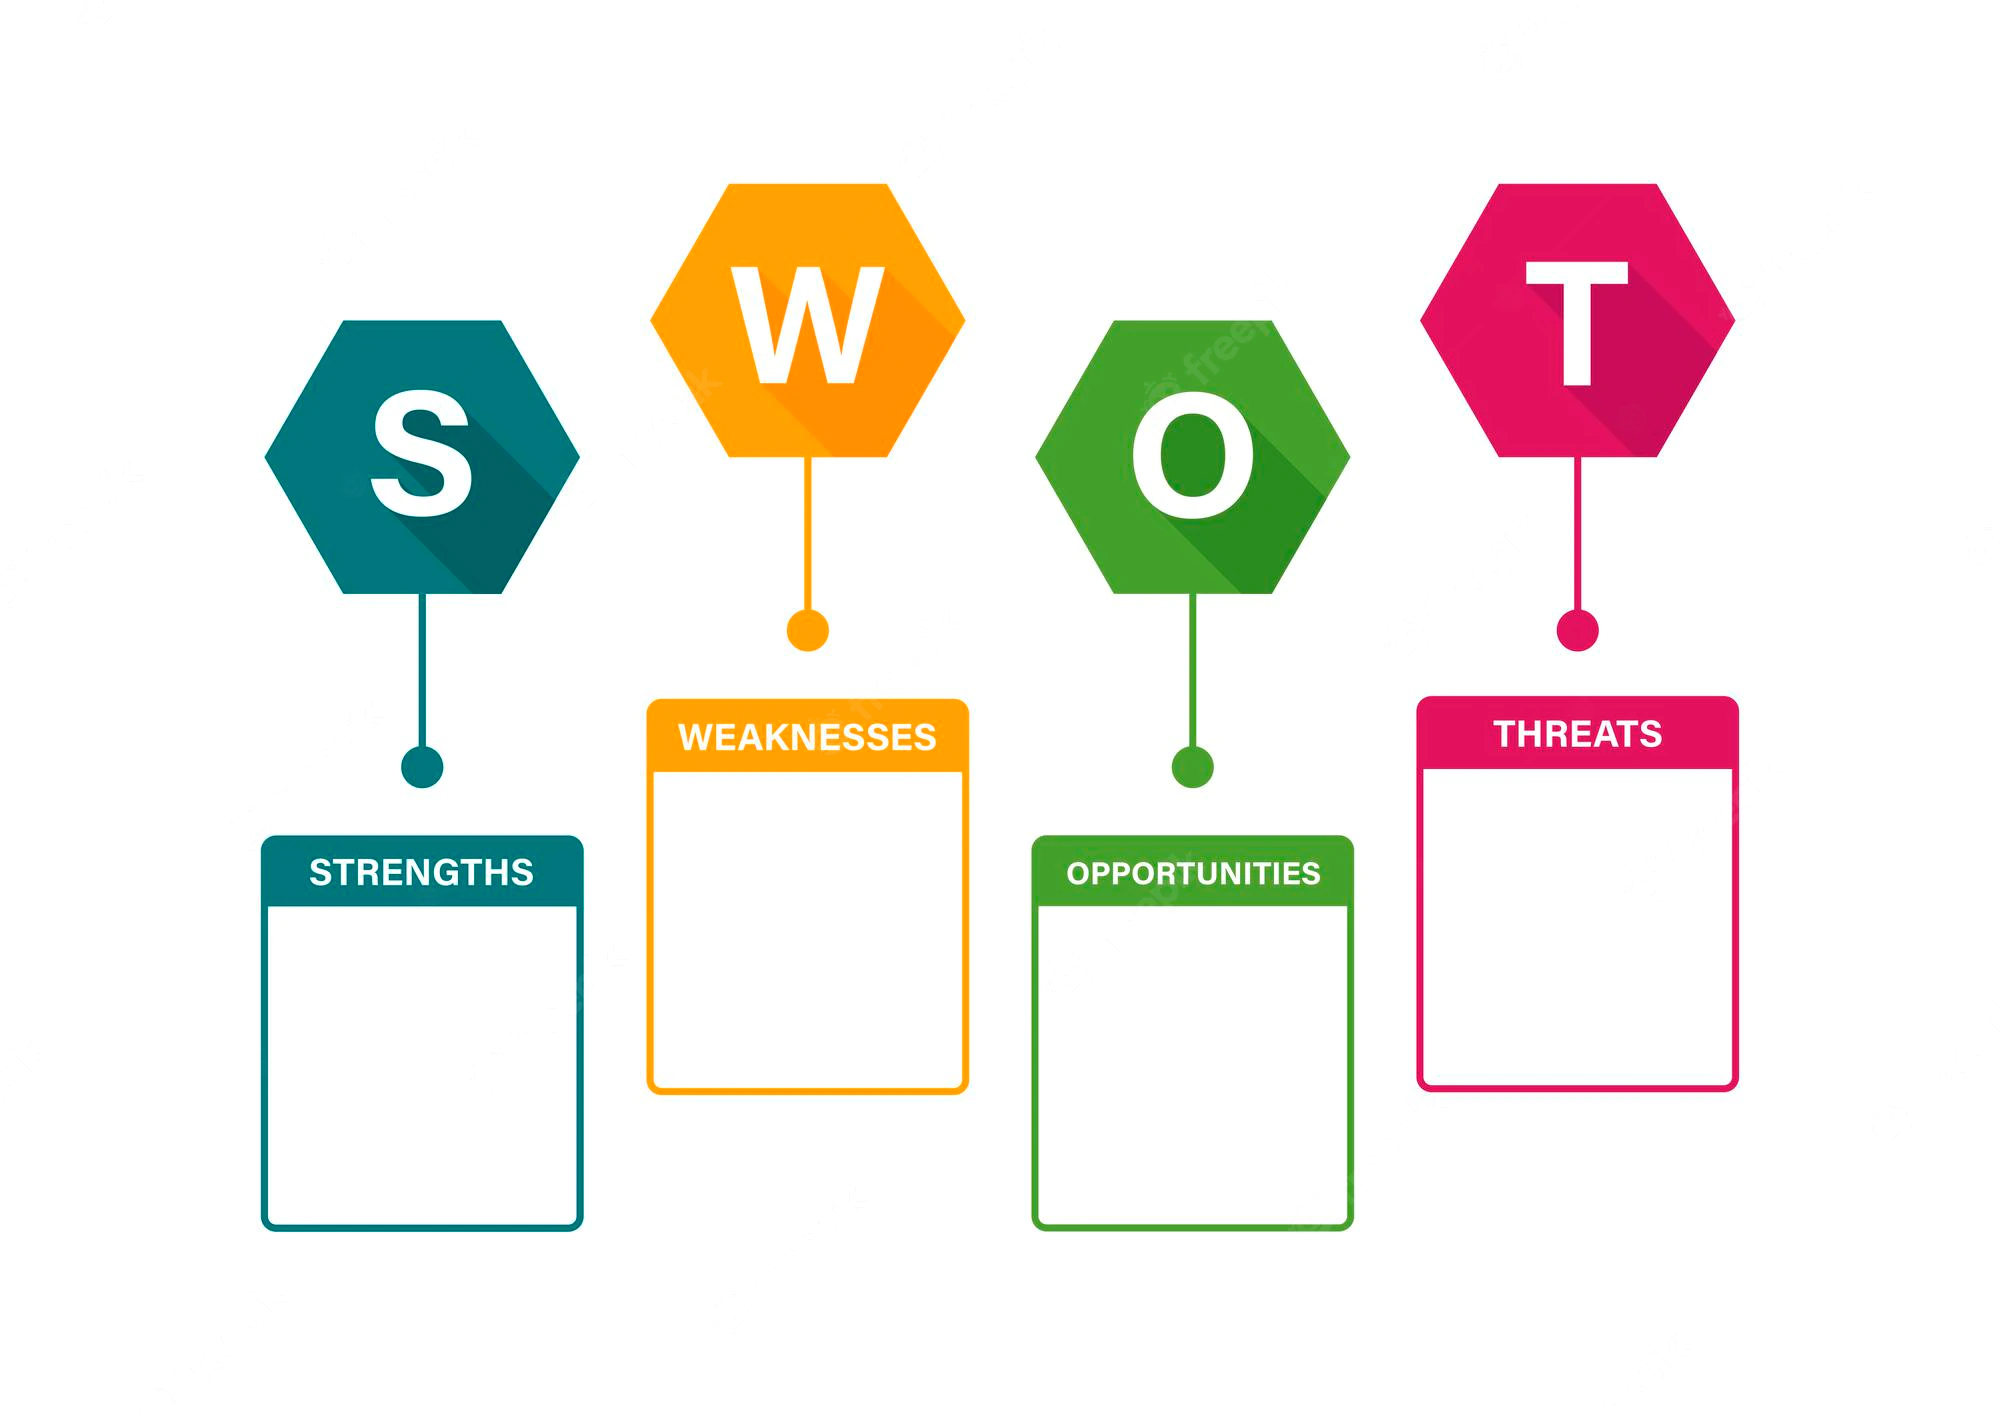 S
W
O
T
STRENGTHS
WEAKNESSES
OPPORTUNITIES
THREATS